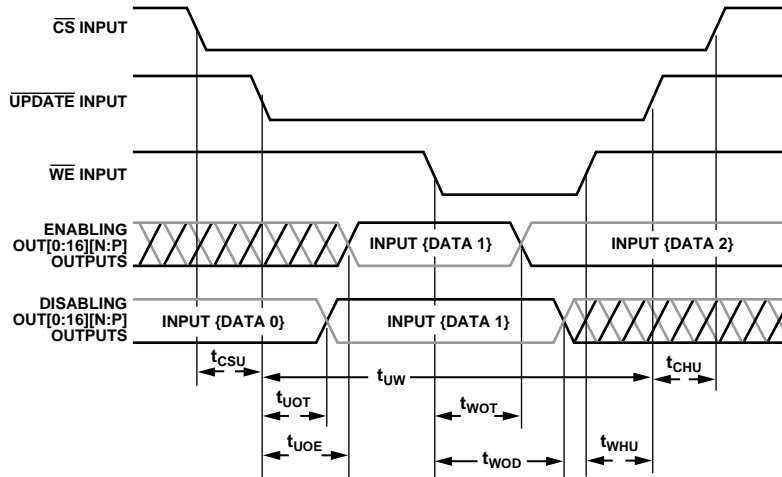 CS INPUT
UPDATE INPUT
WE INPUT
ENABLING
OUT[0:16][N:P]
OUTPUTS
INPUT {DATA 1}
INPUT {DATA 2}
DISABLING
OUT[0:16][N:P]
OUTPUTS
INPUT {DATA 0}
INPUT {DATA 1}
tCSU
tUW
tCHU
tUOT
tWOT
tUOE
tWOD
tWHU